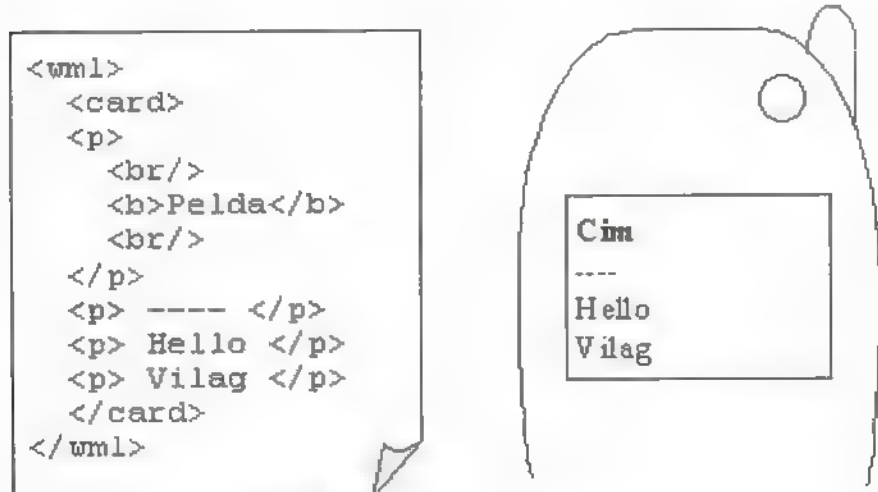 <wml>
<card>
<p>
<br/>
<b>Pelda</b>
<br/>
</p>
<p> ---- </p>
<p> Hello </p>
<p> Vilag </p>
</card>
</wml>
Cim
----
Hello
Vilag